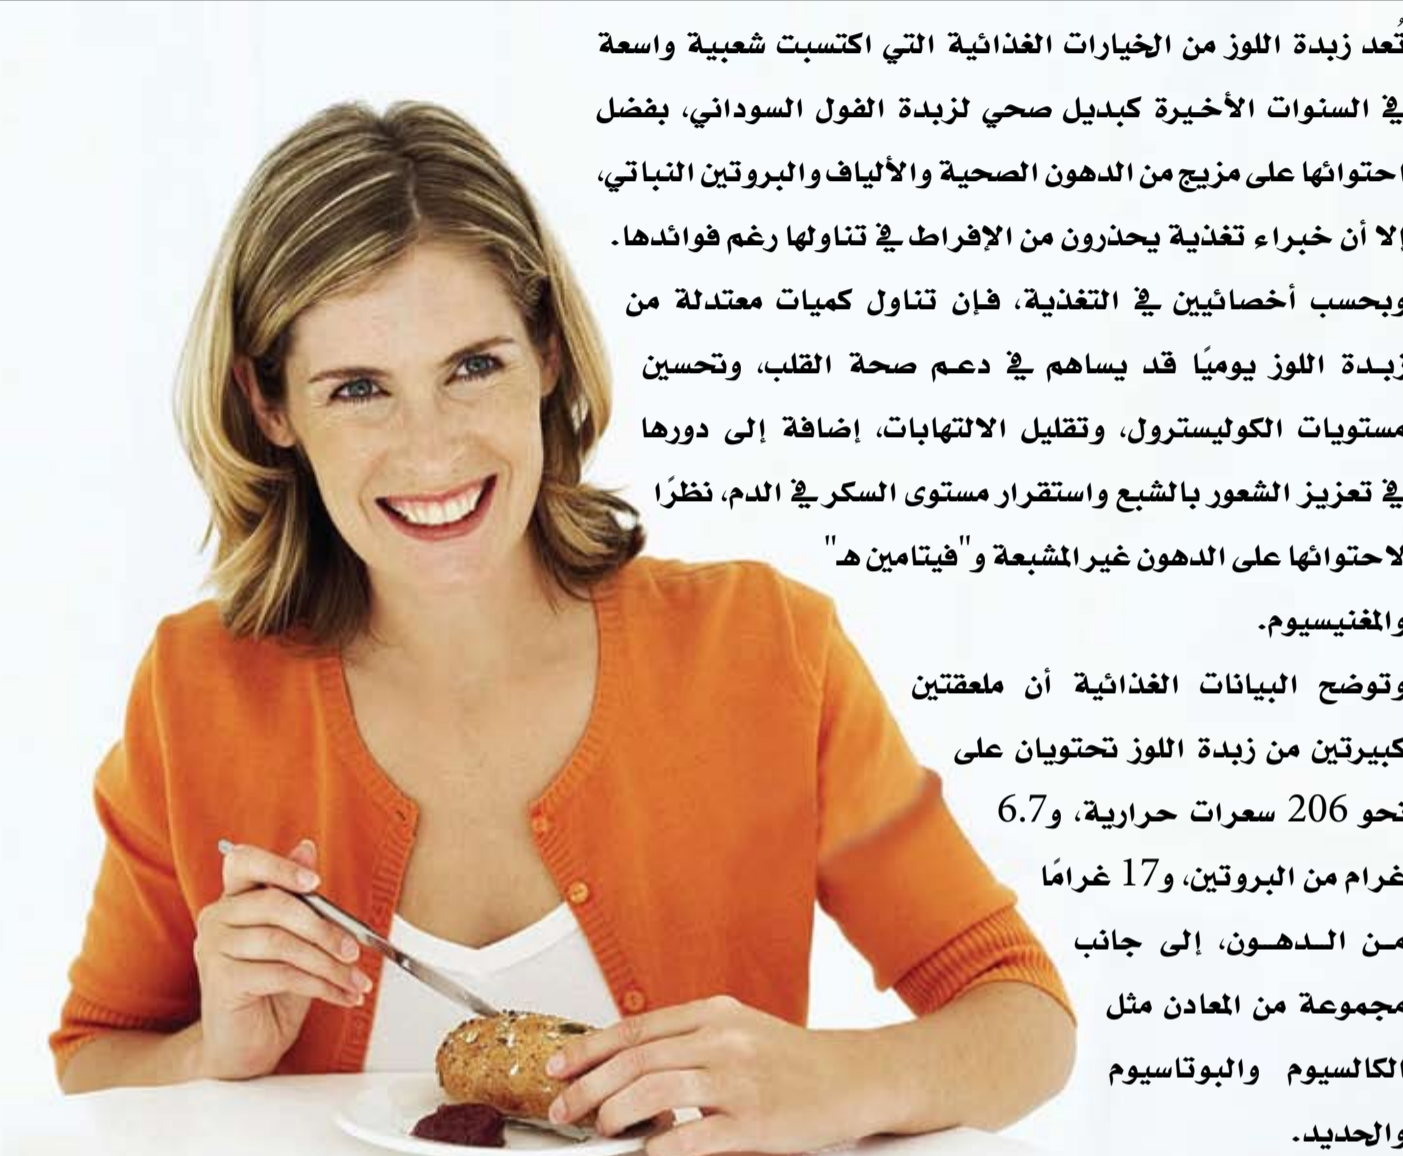 تُعد زبدة اللوز من الخيارات الغذائية التي اكتسبت شعبية واسعة
في السنوات الأخيرة كبديل صحي لزبدة الفول السوداني، بفضل
احتوائها على مزيج من الدهون الصحية والألياف والبروتين النباتي،
إلا أن خبراء تغذية يحذرون من الإفراط في تناولها رغم فوائدها.
وبحسب أخصائيين في التغذية، فإن تناول كميات معتدلة من
زبدة اللوز يوميًا قد يساهم في دعم صحة القلب، وتحسين
مستويات الكوليسترول، وتقليل الالتهابات، إضافة إلى دورها
في تعزيز الشعور بالشبع واستقرار مستوى السكر في الدم، نظرًا
لاحتوائها على الدهون غير المشبعة و"فيتامين هـ"
والمغنيسيوم.
وتوضح البيانات الغذائية أن ملعقتين
كبيرتين من زبدة اللوز تحتويان على
نحو 206 سعرات حرارية، و6.7
غرام من البروتين، و17 غرامًا
من الدهون، إلى جانب
مجموعة من المعادن مثل
الكالسيوم والبوتاسيوم
والحديد.